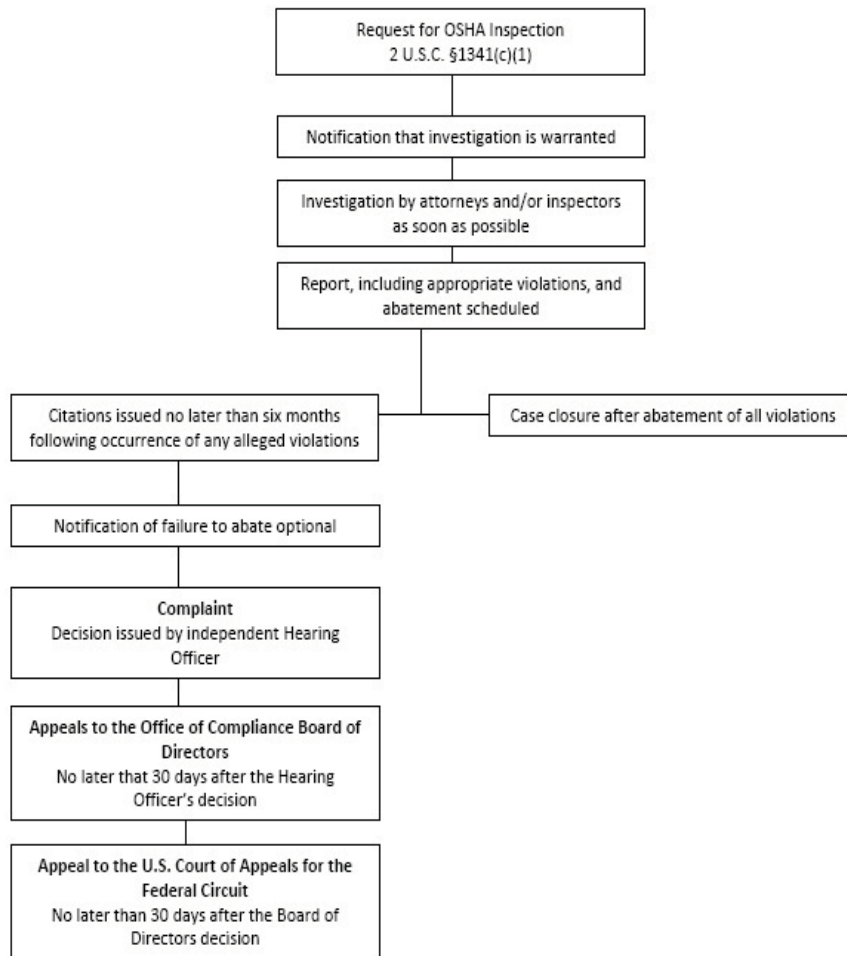 Request for OSHA Inspection
2 U.S.C. §1341(c)(1)
Notification that investigation is warranted
Investigation by attorneys and/or inspectors
as soon as possible
Report, including appropriate violations, and
abatement scheduled
Citations issued no later than six months
following occurrence of any alleged violations
Case closure after abatement of all violations
Notification of failure to abate optional
Complaint
Decision issued by independent Hearing
Officer
Appeals to the Office of Compliance Board of
Directors
No later that 30 days after the Hearing
Officer's decision
Appeal to the U.S. Court of Appeals for the
Federal Circuit
No later than 30 days after the Board of
Directors decision